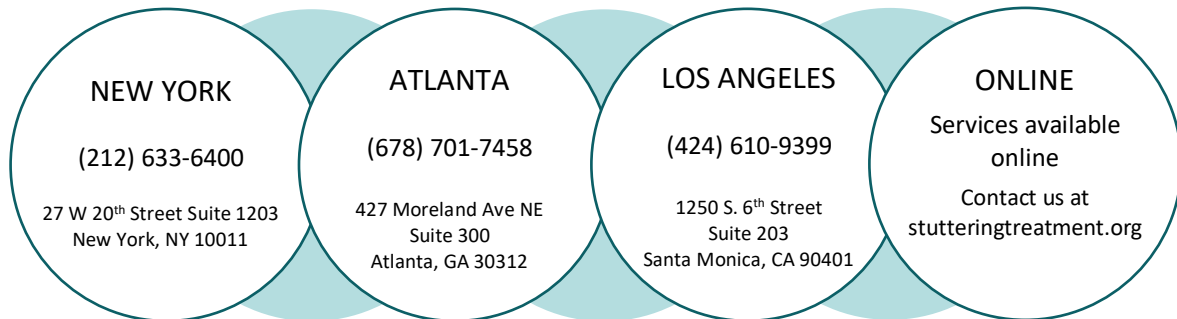 NEW YORK
(212) 633-6400
27 W 20th Street Suite 1203
New York, NY 10011
ATLANTA
(678) 701-7458
427 Moreland Ave NE
Suite 300
Atlanta, GA 30312
LOS ANGELES
(424) 610-9399
1250 S. 6th Street
Suite 203
Santa Monica, CA 90401
ONLINE
Services available
online
Contact us at
stutteringtreatment.org